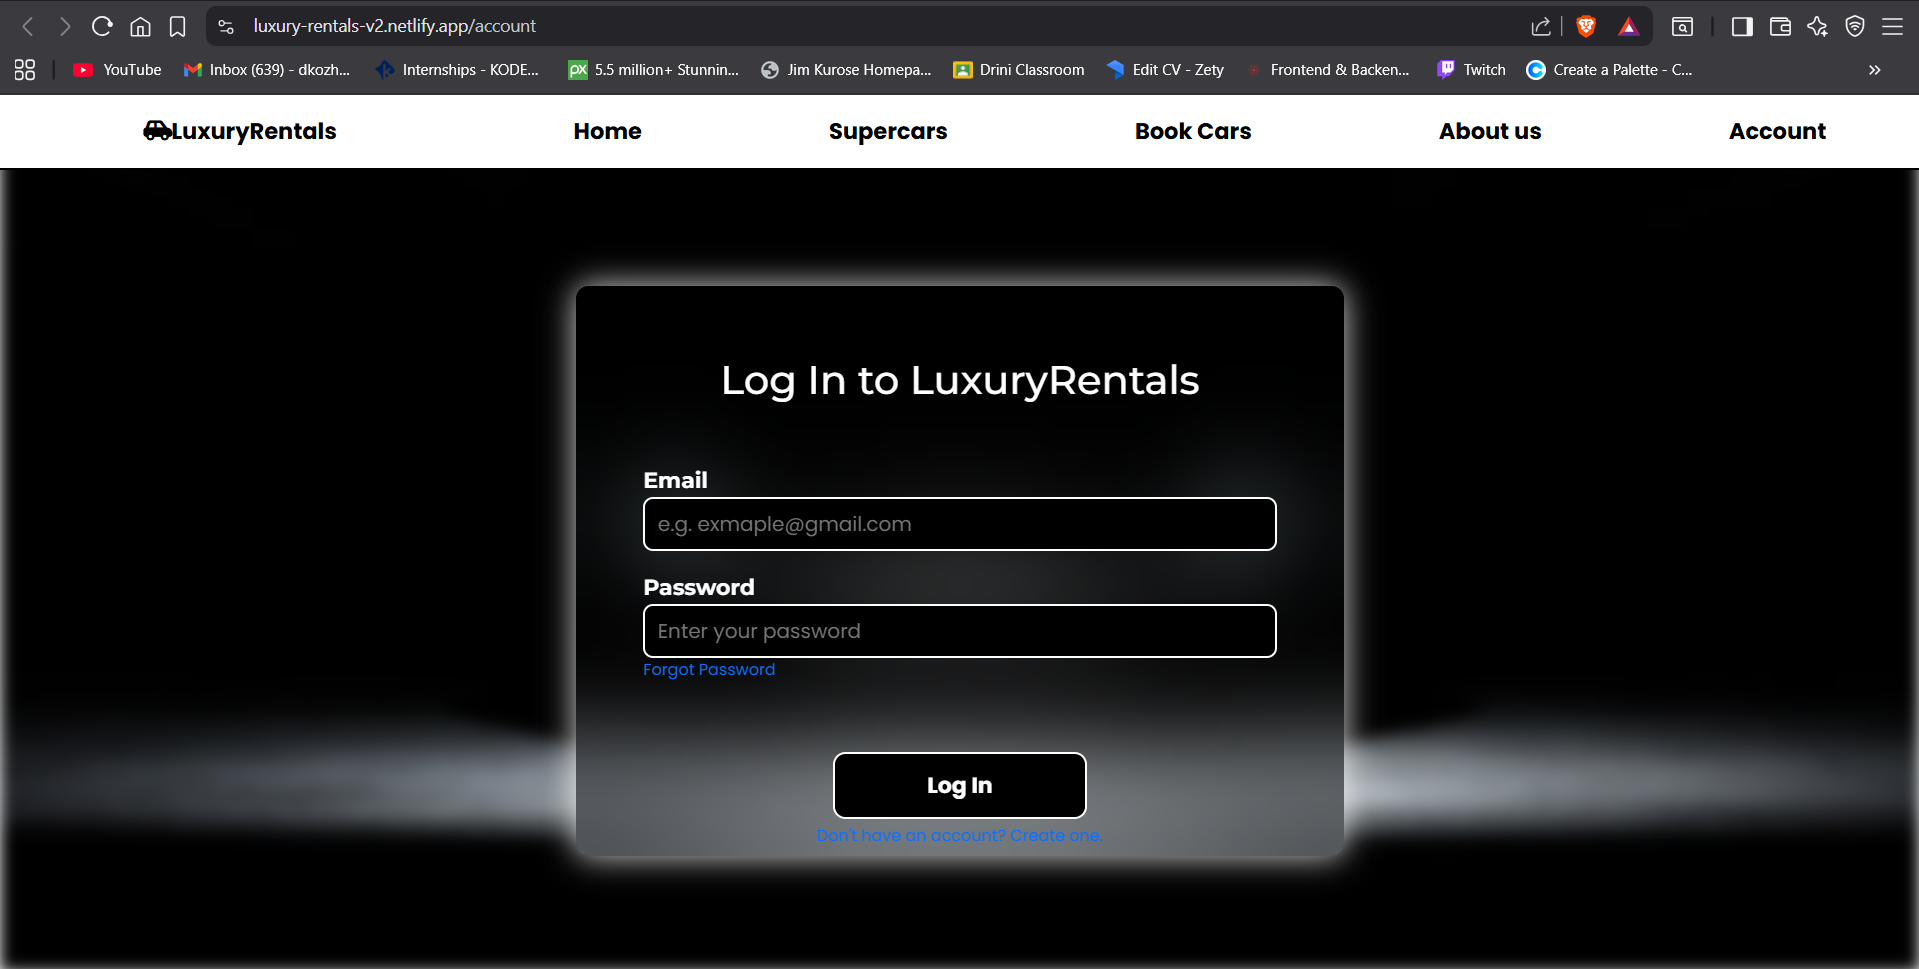 luxury-rentals-v2.netlify.app/account
YouTube Inbox (639) - dkozh... Internships - KODE... 5.5 million+ Stunnin... Jim Kurose Homepa... Drini Classroom Edit CV - Zety Frontend & Backen... Twitch Create a Palette - C...
LuxuryRentals Home Supercars Book Cars About us Account
Log In to LuxuryRentals
Email
e.g. exmaple@gmail.com
Password
Enter your password
Forgot Password
Log In
Don't have an account? Create one.